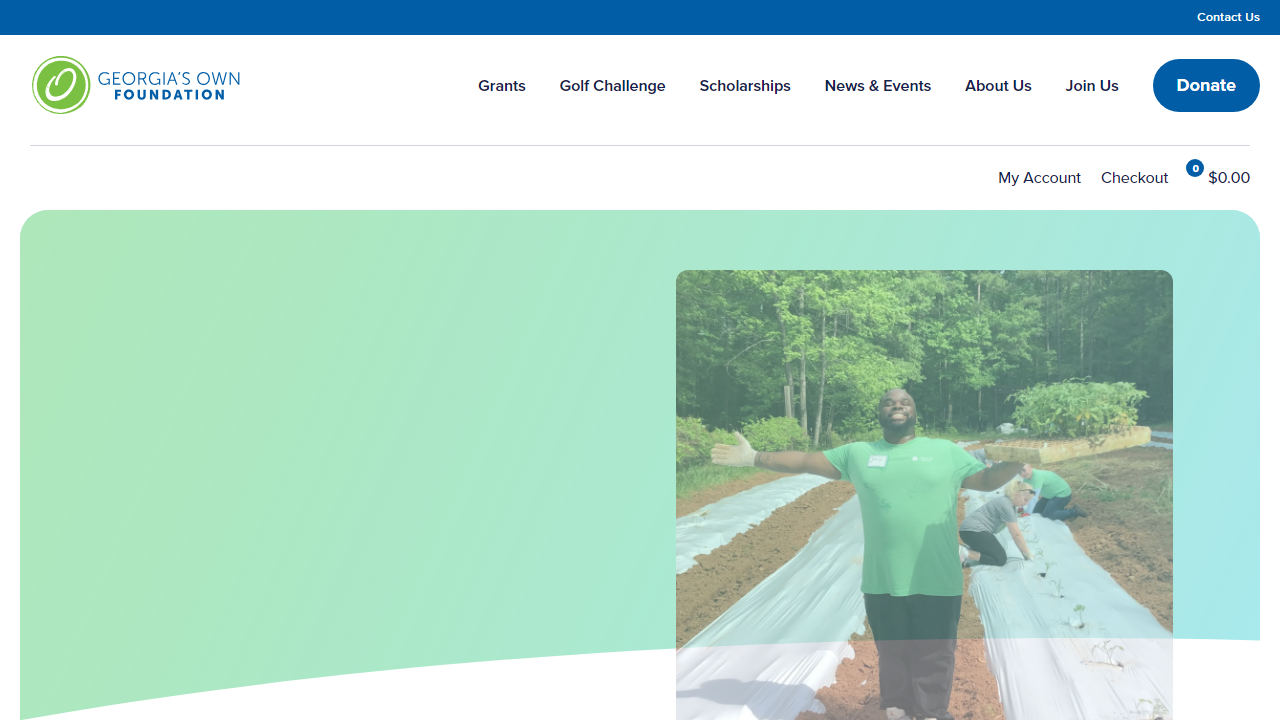 Contact Us
GEORGIA'S OWN
FOUNDATION
Grants
Golf Challenge
Scholarships
News & Events
About Us
Join Us
Donate
My Account
Checkout
0
$0.00